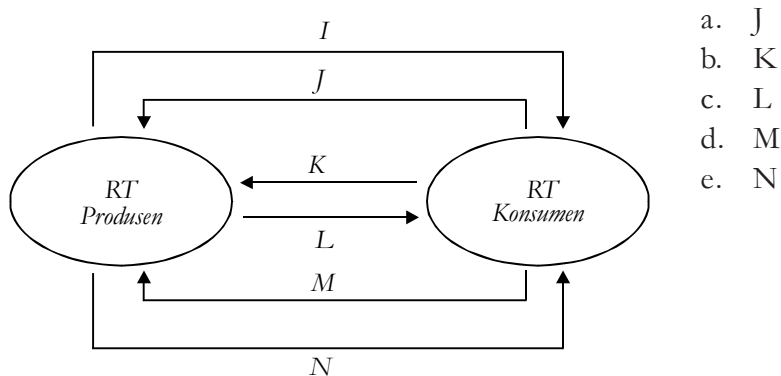 I
J
K
L
M
N
RT
Produsen
RT
Konsumen
a. J
b. K
c. L
d. M
e. N